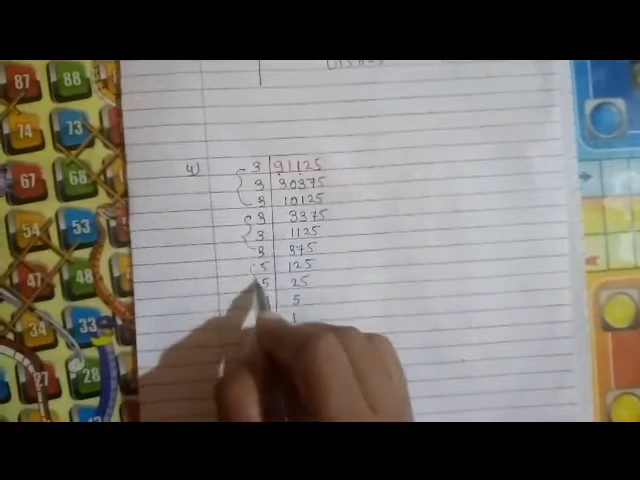 4) 3 | 91125
3 | 30375
3 | 10125
3 | 3375
3 | 1125
3 | 375
5 | 125
5 | 25
5
1
87 88
74 73
67 68
54 53
47 48
34 33
27 28